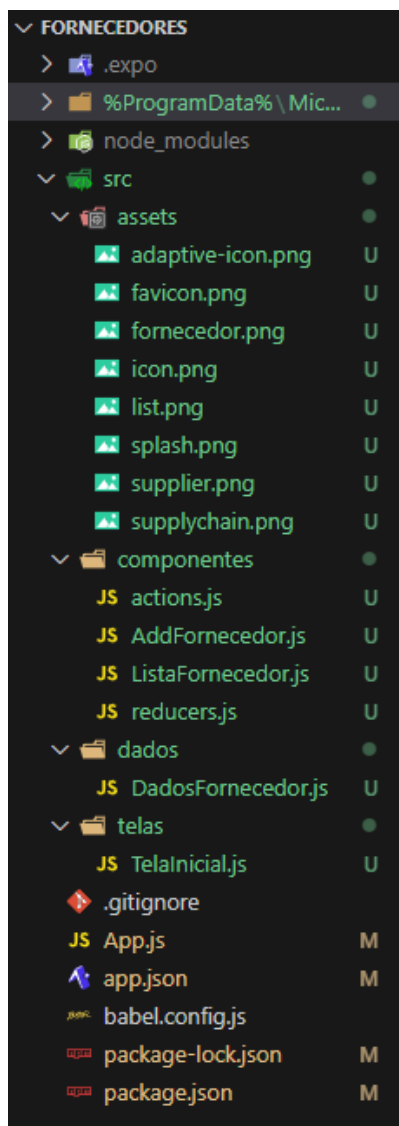 FORNECEDORES
.expo
%ProgramData%\Mic...
node_modules
src
assets
adaptive-icon.png U
favicon.png U
fornecedor.png U
icon.png U
list.png U
splash.png U
supplier.png U
supplychain.png U
componentes
JS actions.js U
JS AddFornecedor.js U
JS ListaFornecedor.js U
JS reducers.js U
dados
JS DadosFornecedor.js U
telas
JS TelaInicial.js U
.gitignore
JS App.js M
app.json M
babel.config.js
package-lock.json M
package.json M